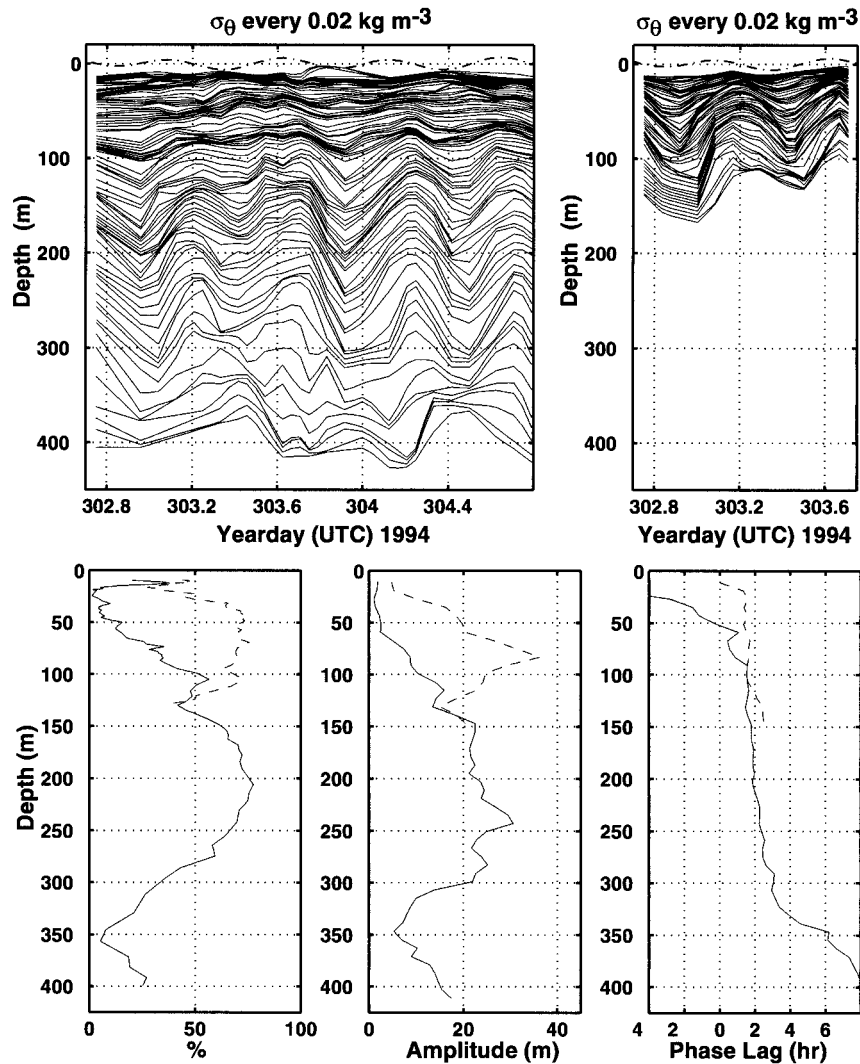 σθ every 0.02 kg m-3
0
100
200
300
400
Depth (m)
302.8 303.2 303.6 304 304.4
Yearday (UTC) 1994
σθ every 0.02 kg m-3
0
100
200
300
400
Depth (m)
302.8 303.2 303.6
Yearday (UTC) 1994
0
50
100
150
200
250
300
350
400
Depth (m)
0 50 100
%
0
50
100
150
200
250
300
350
400
0 20 40
Amplitude (m)
0
50
100
150
200
250
300
350
400
4 2 0 2 4 6 8
Phase Lag (hr)